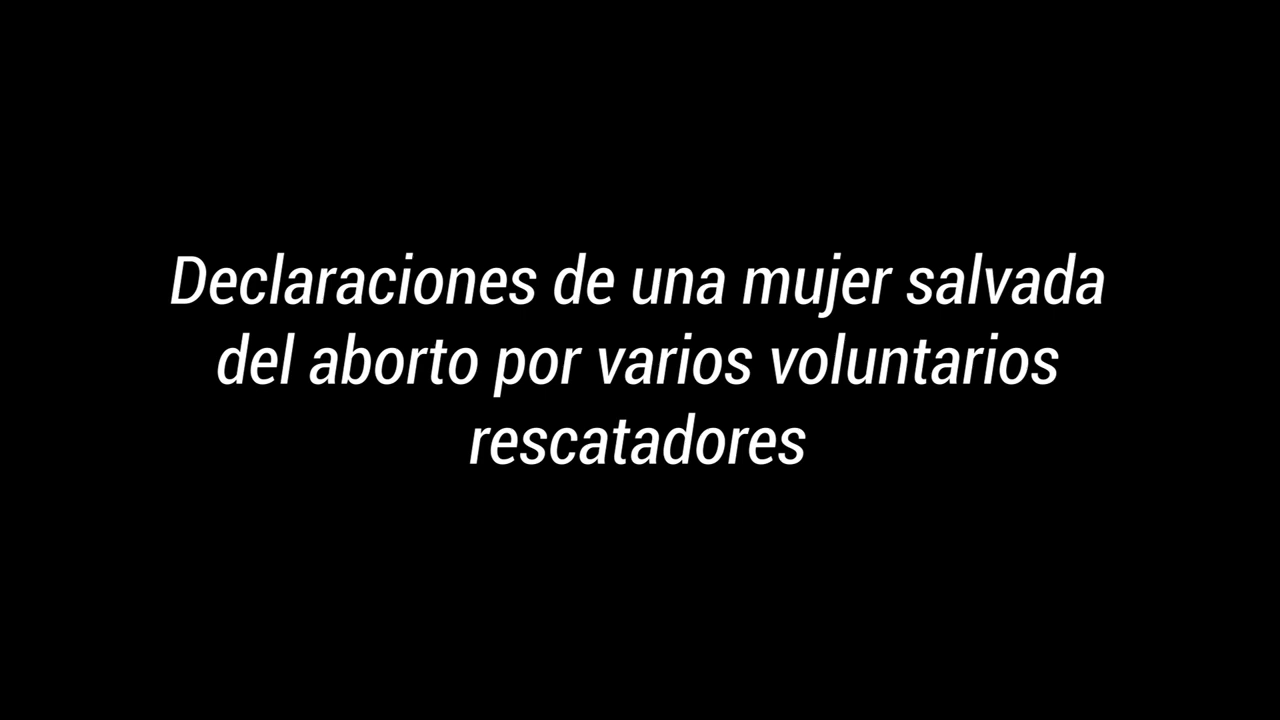 Declaraciones de una mujer salvada
del aborto por varios voluntarios
rescatadores